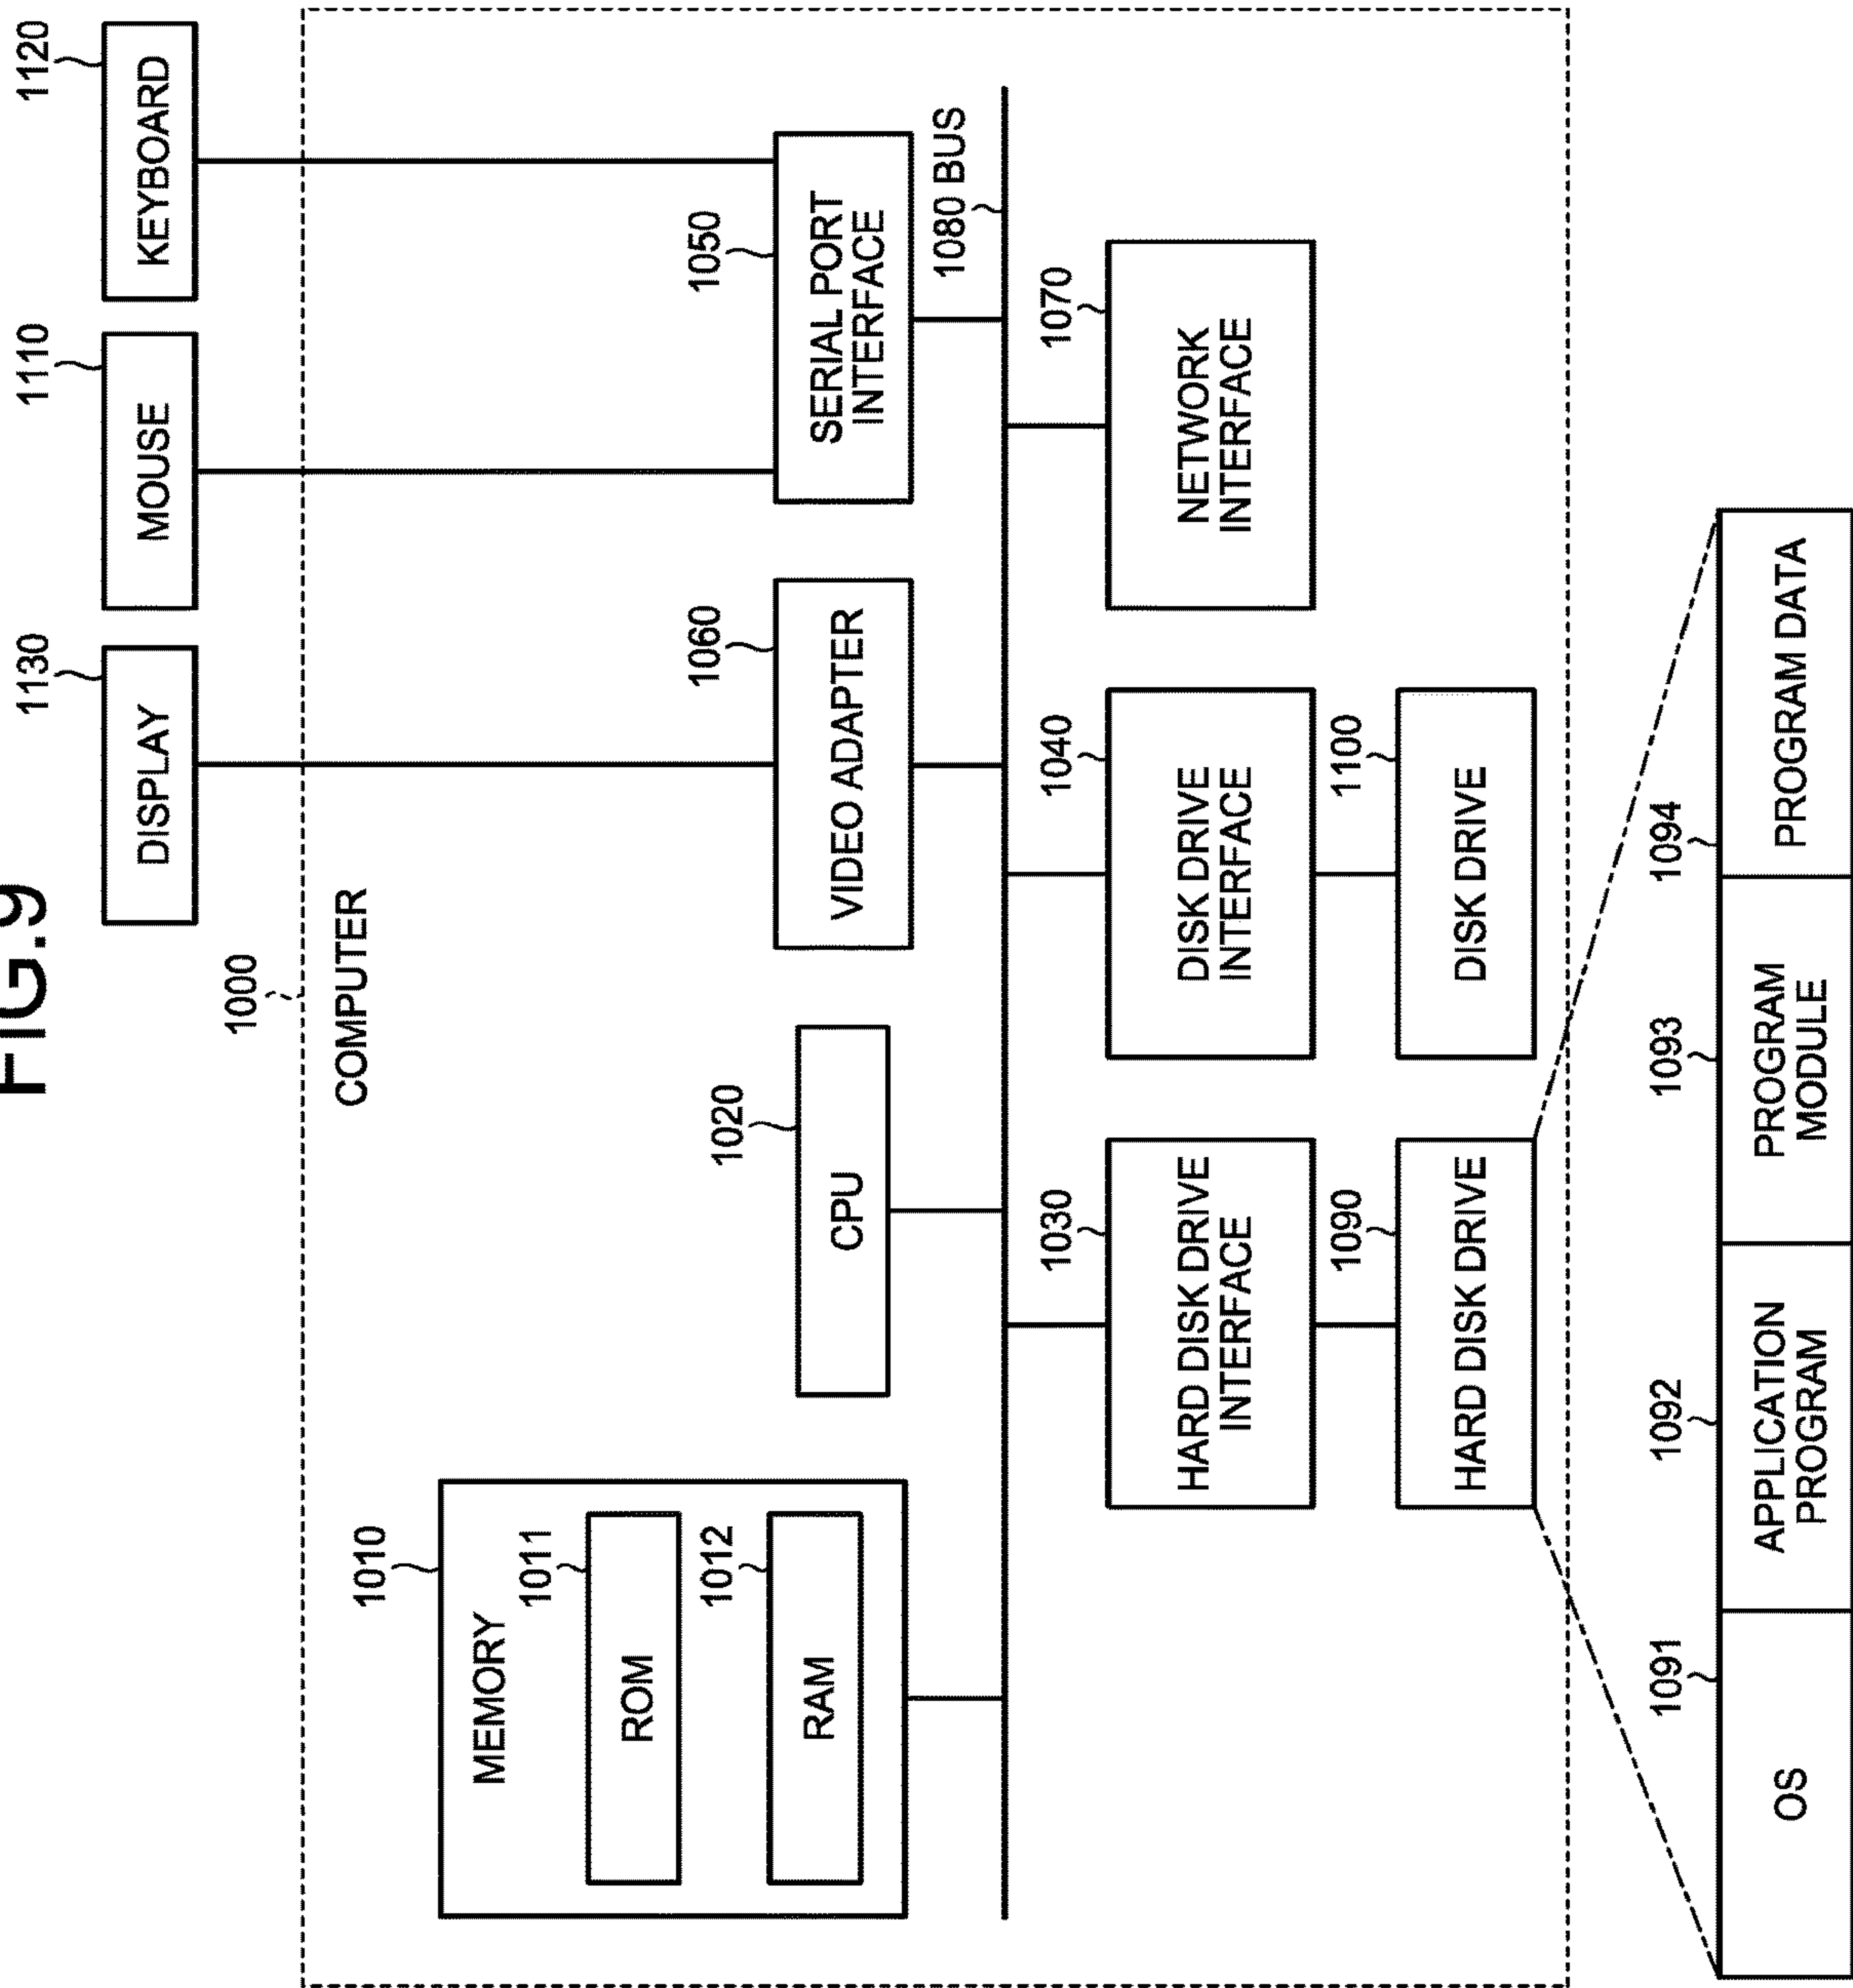 FIG.9
1000
COMPUTER
1130
DISPLAY
1110
MOUSE
1120
KEYBOARD
1010
MEMORY
1011
ROM
1012
RAM
1020
CPU
1060
VIDEO ADAPTER
1050
SERIAL PORT
INTERFACE
1080 BUS
1030
HARD DISK DRIVE
INTERFACE
1040
DISK DRIVE
INTERFACE
1070
NETWORK
INTERFACE
1090
HARD DISK DRIVE
1100
DISK DRIVE
1091
OS
1092
APPLICATION
PROGRAM
1093
PROGRAM
MODULE
1094
PROGRAM DATA